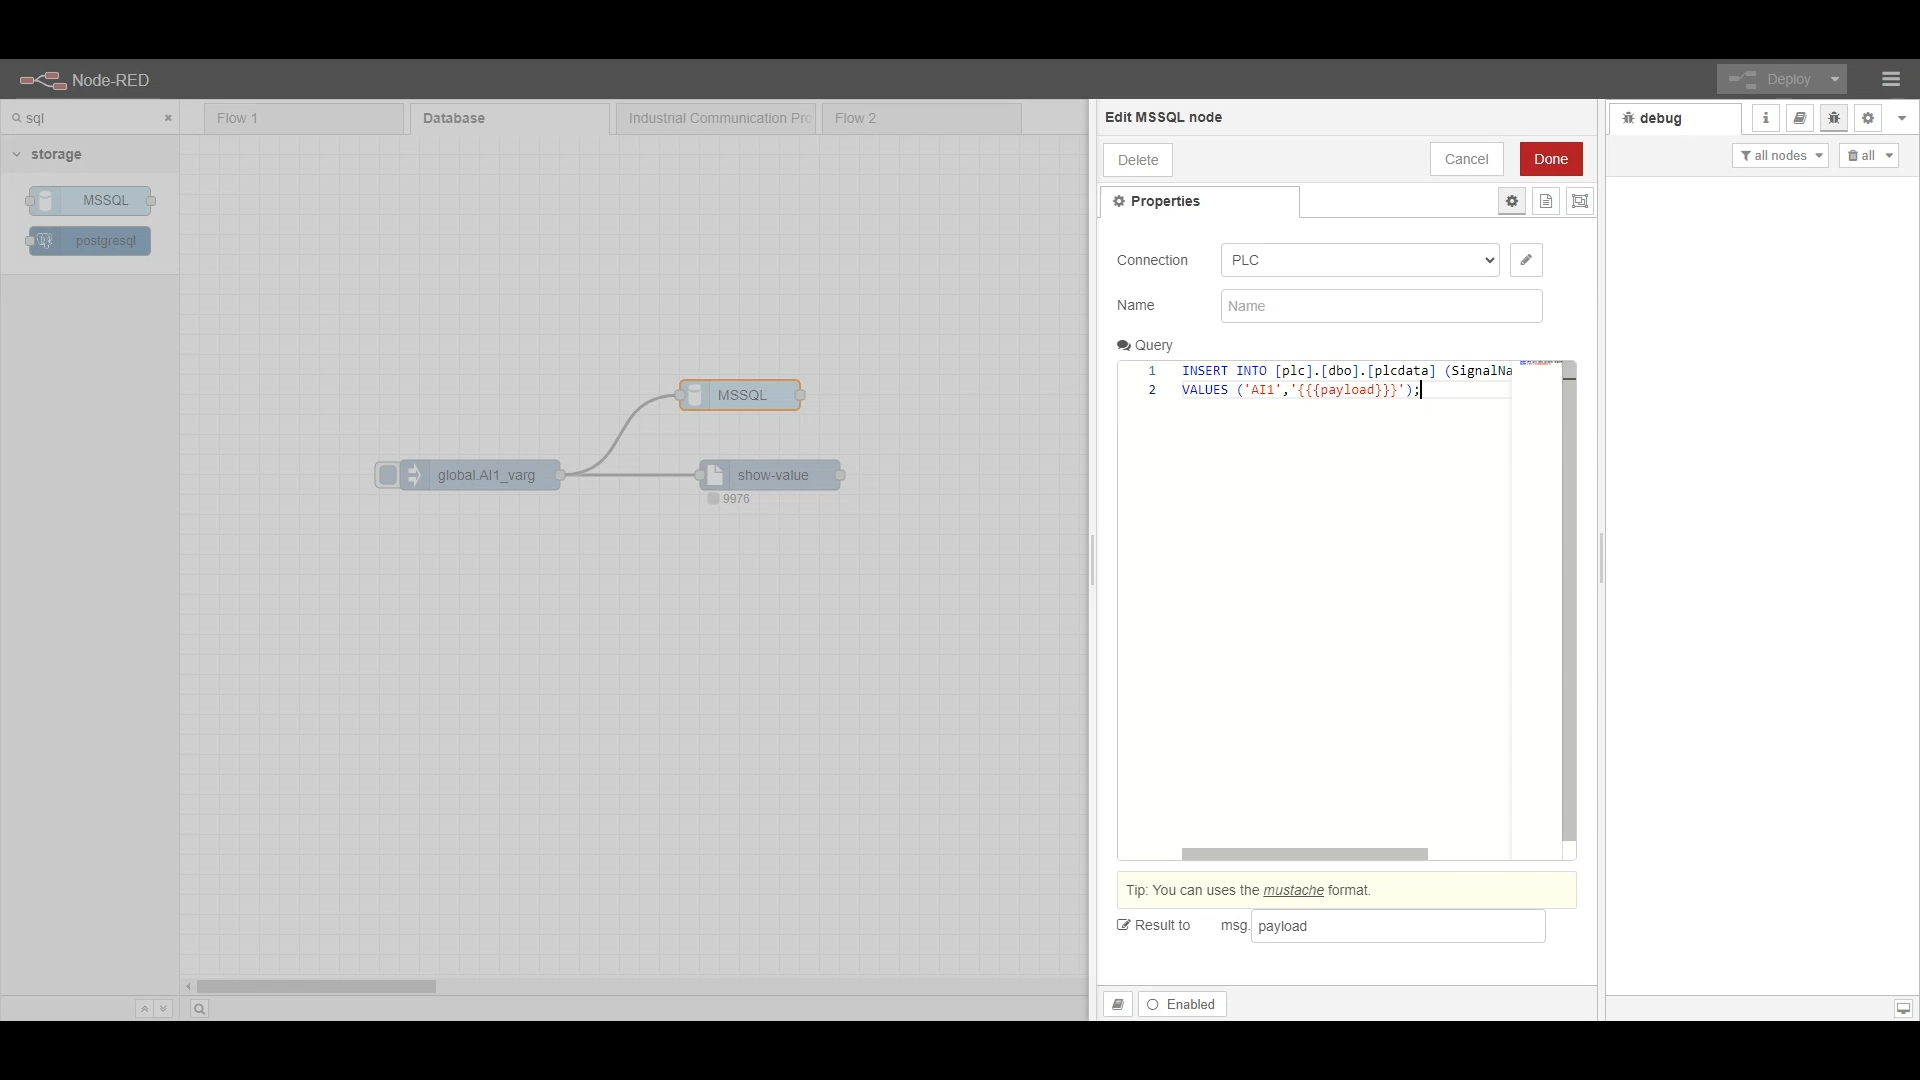 Node-RED
Deploy
sql
storage
MSSQL
postgresql
Flow 1
Database
Industrial Communication Pro
Flow 2
MSSQL
global.AI1_varg
show-value
9976
Edit MSSQL node
Delete
Cancel
Done
Properties
Connection
PLC
Name
Name
Query
1 INSERT INTO [plc].[dbo].[plcdata] (SignalNa
2 VALUES ('AI1','{{{payload}}}');
Tip: You can uses the mustache format.
Result to
msg.
payload
Enabled
debug
i
all nodes
all